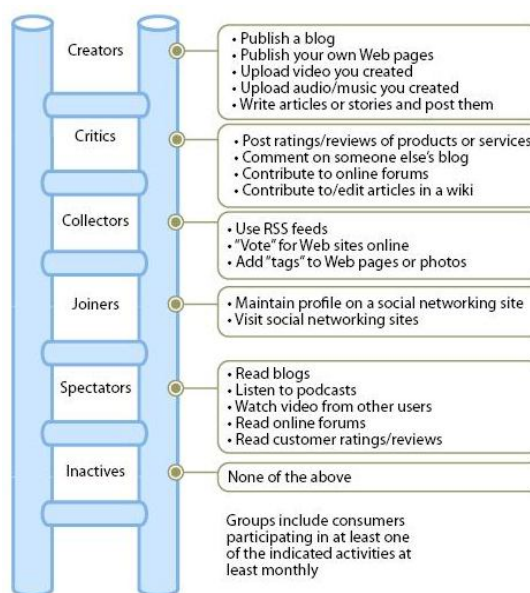 Creators
• Publish a blog
• Publish your own Web pages
• Upload video you created
• Upload audio/music you created
• Write articles or stories and post them
Critics
• Post ratings/reviews of products or services
• Comment on someone else's blog
• Contribute to online forums
• Contribute to/edit articles in a wiki
Collectors
• Use RSS feeds
• "Vote" for Web sites online
• Add "tags" to Web pages or photos
Joiners
• Maintain profile on a social networking site
• Visit social networking sites
Spectators
• Read blogs
• Listen to podcasts
• Watch video from other users
• Read online forums
• Read customer ratings/reviews
Inactives
None of the above
Groups include consumers
participating in at least one
of the indicated activities at
least monthly